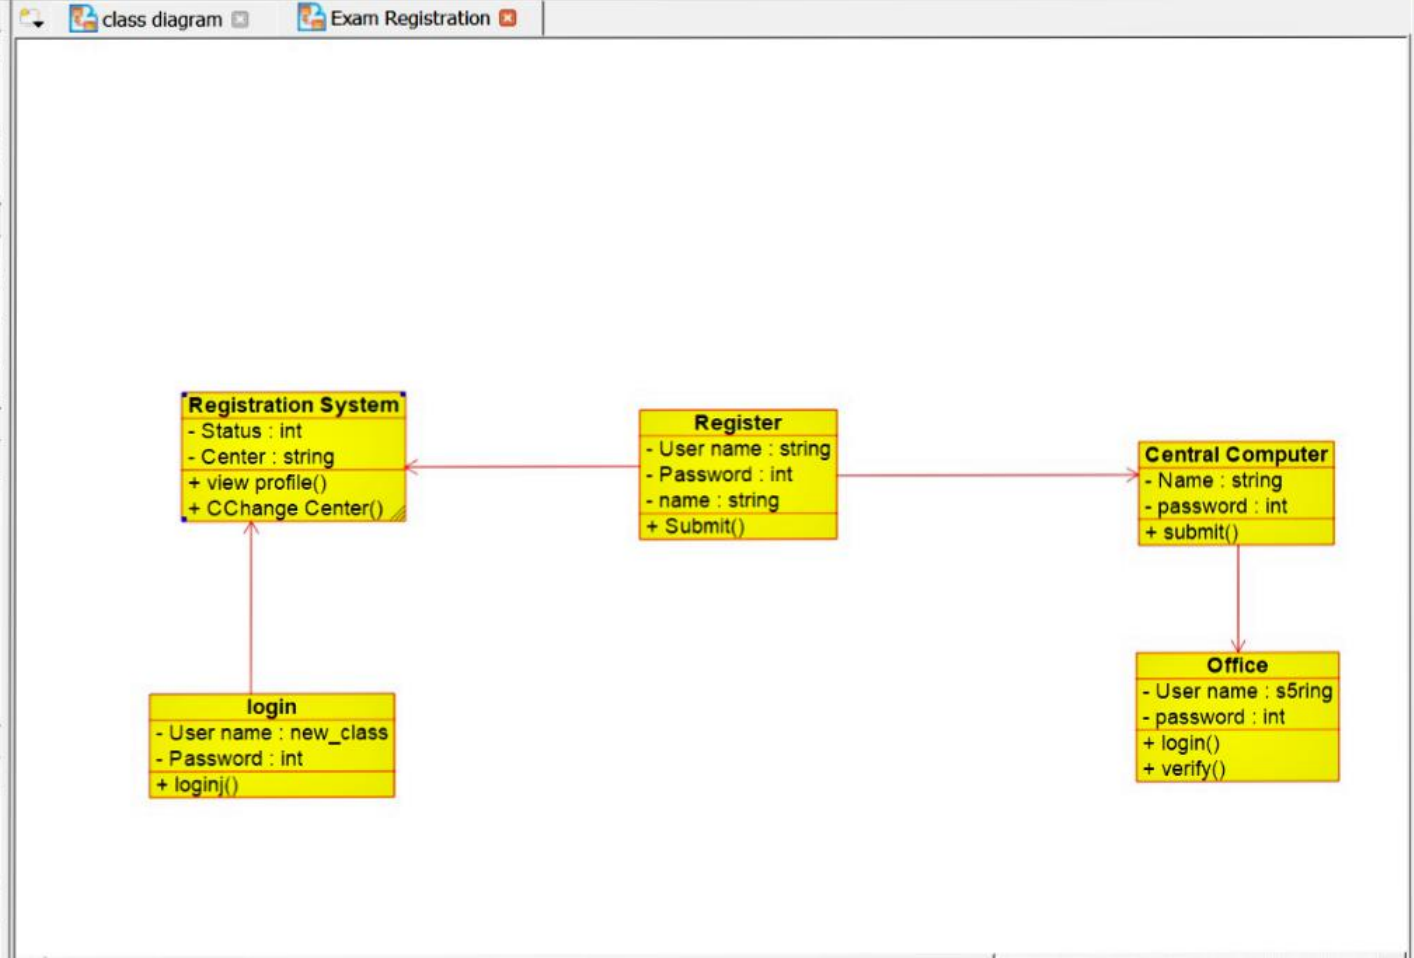 class diagram
Exam Registration
Registration System
- Status : int
- Center : string
+ view profile()
+ CChange Center()
Register
- User name : string
- Password : int
- name : string
+ Submit()
Central Computer
- Name : string
- password : int
+ submit()
login
- User name : new_class
- Password : int
+ loginj()
Office
- User name : s5ring
- password : int
+ login()
+ verify()